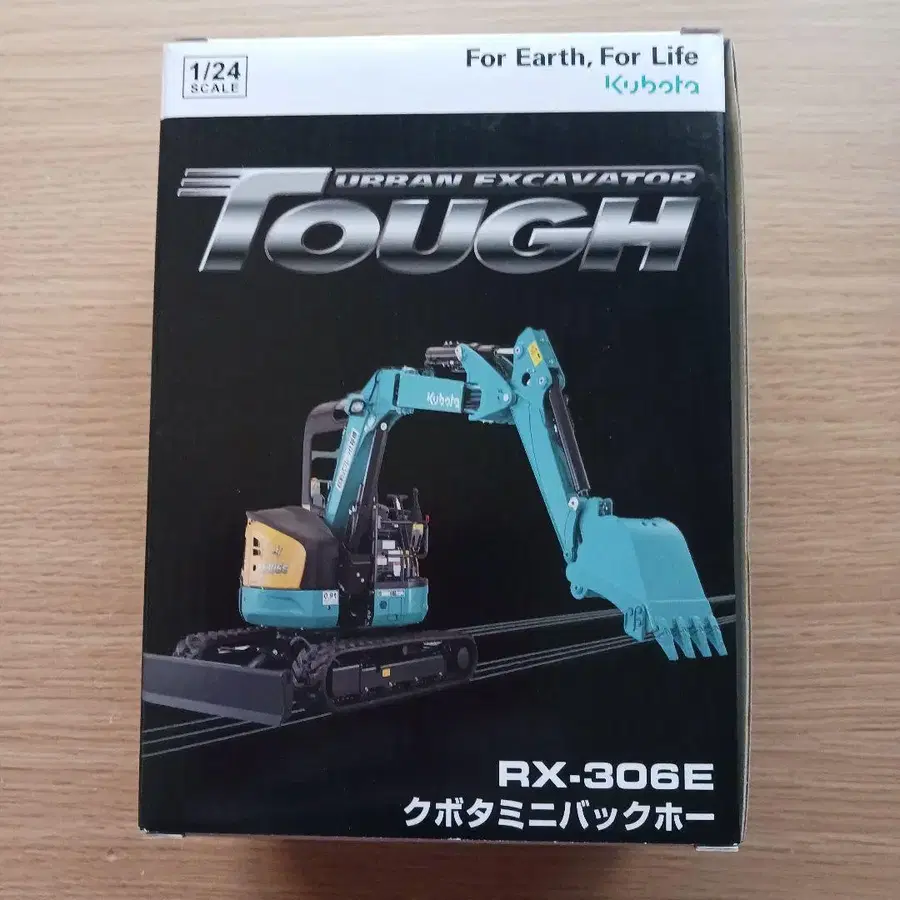 1/24
SCALE
For Earth, For Life
Kubota
URBAN EXCAVATOR
TOUGH
Kubota
RX-306E
クボタミニバックホー